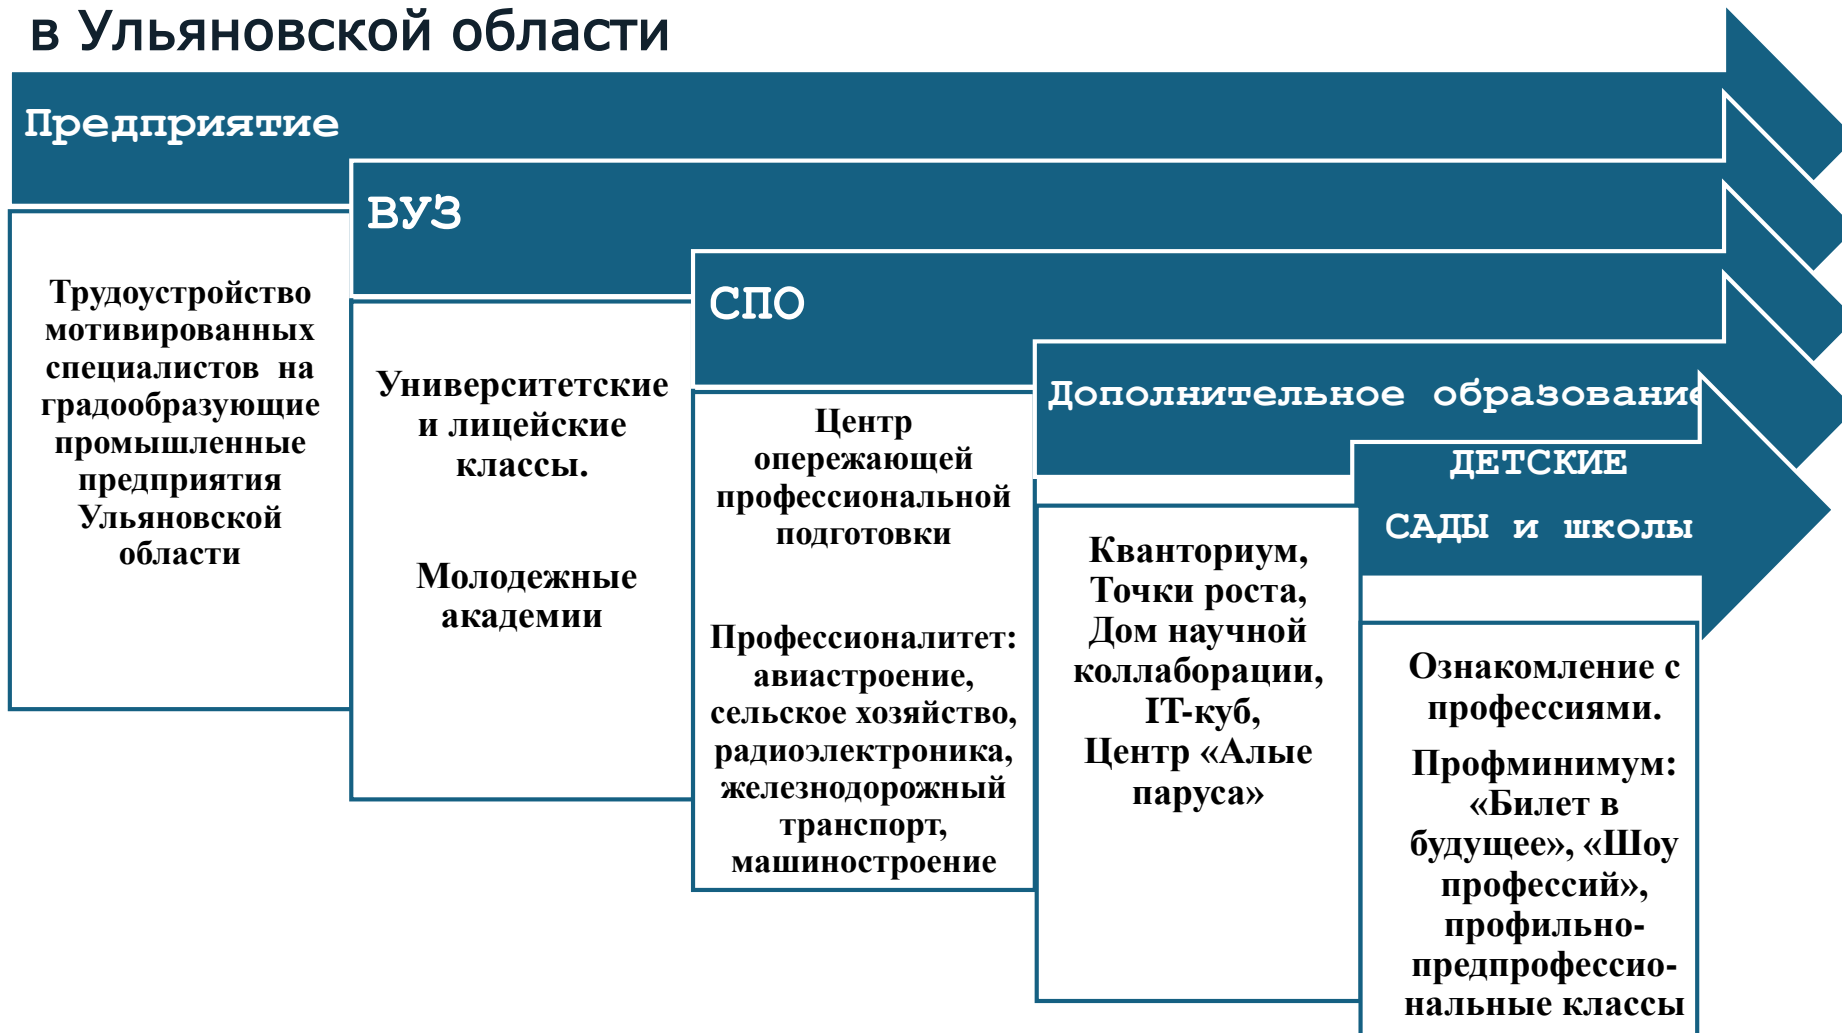 в Ульяновской области
Предприятие
Трудоустройство
мотивированных
специалистов на
градообразующие
промышленные
предприятия
Ульяновской
области
ВУЗ
Университетские
и лицейские
классы.
Молодежные
академии
СПО
Центр
опережающей
профессиональной
подготовки
Профессионалитет:
авиастроение,
сельское хозяйство,
радиоэлектроника,
железнодорожный
транспорт,
машиностроение
Дополнительное образование
Кванториум,
Точки роста,
Дом научной
коллаборации,
IT-куб,
Центр «Алые
паруса»
ДЕТСКИЕ
САДЫ и школы
Ознакомление с
профессиями.
Профминимум:
«Билет в
будущее», «Шоу
профессий»,
профильно-
предпрофессио-
нальные классы